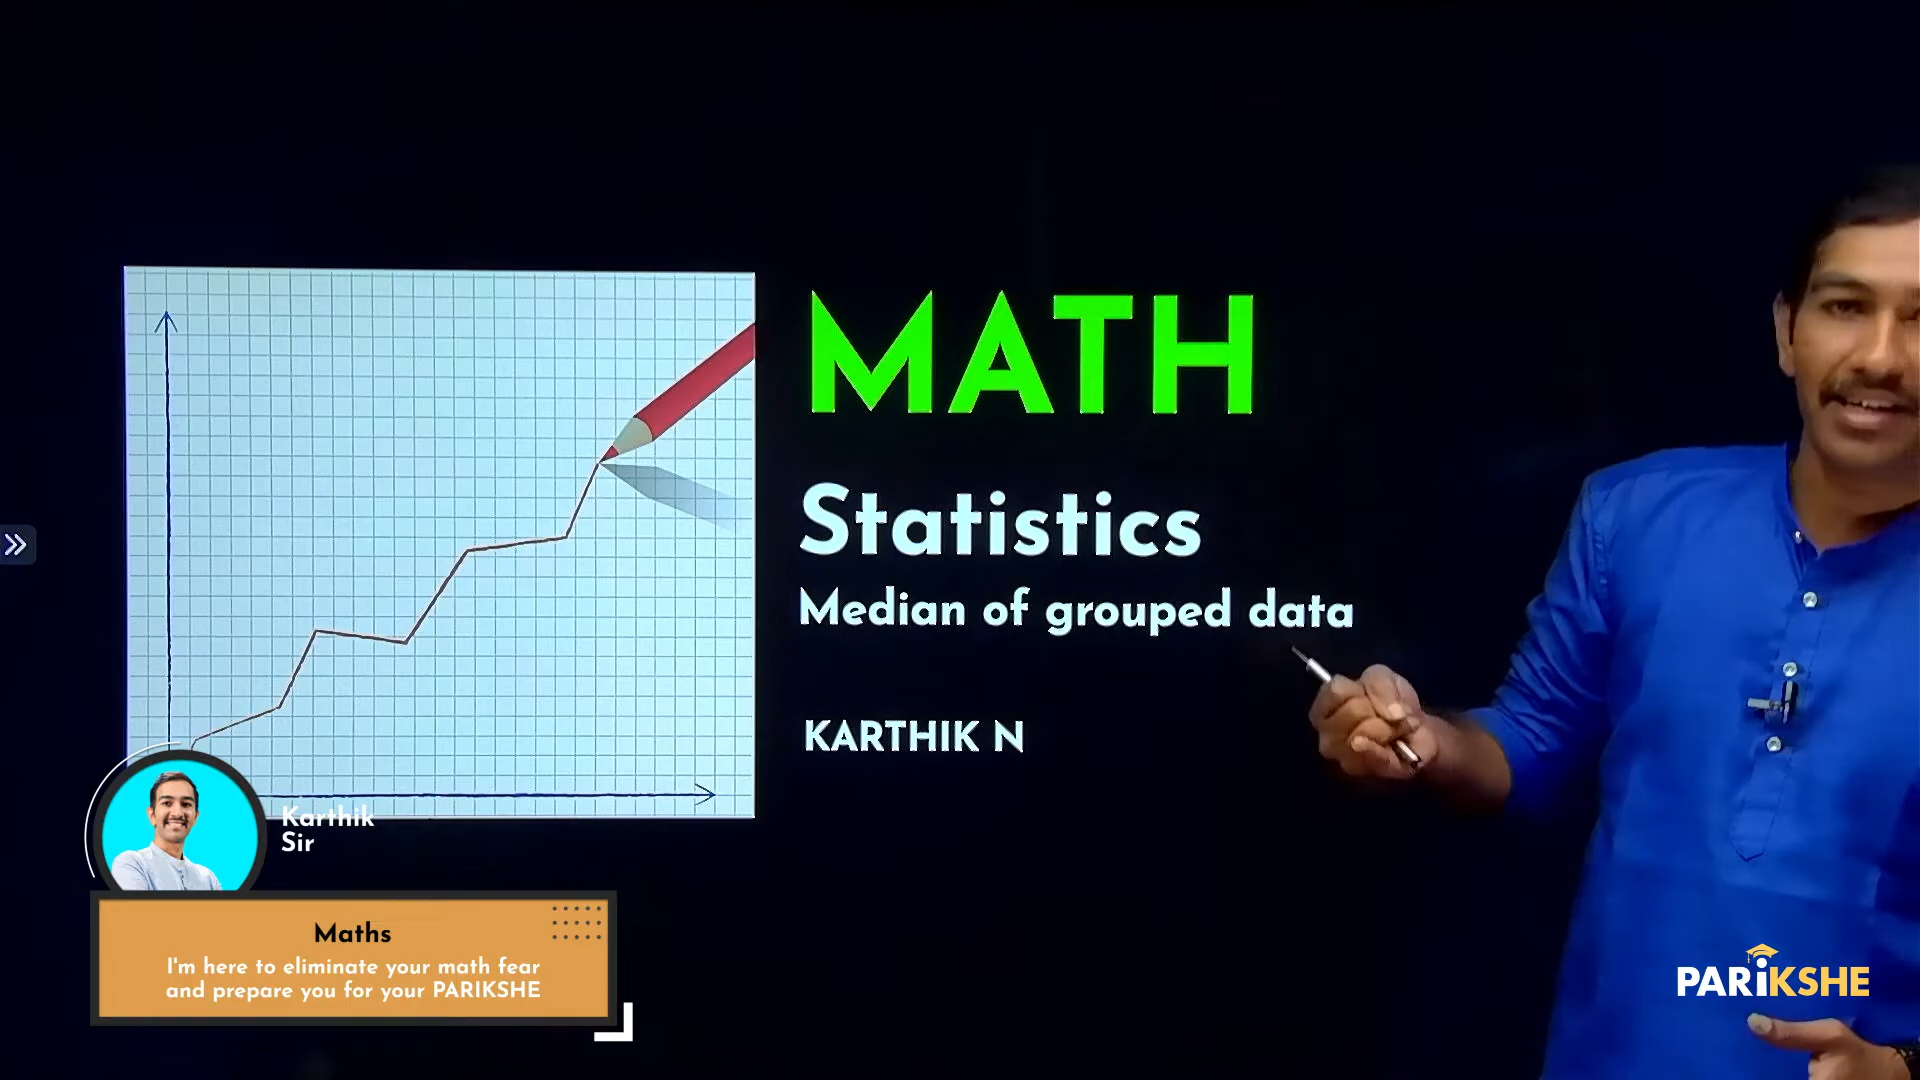 MATH
Statistics
Median of grouped data
KARTHIK N
Karthik
Sir
Maths
I'm here to eliminate your math fear
and prepare you for your PARIKSHE
PARiKSHE